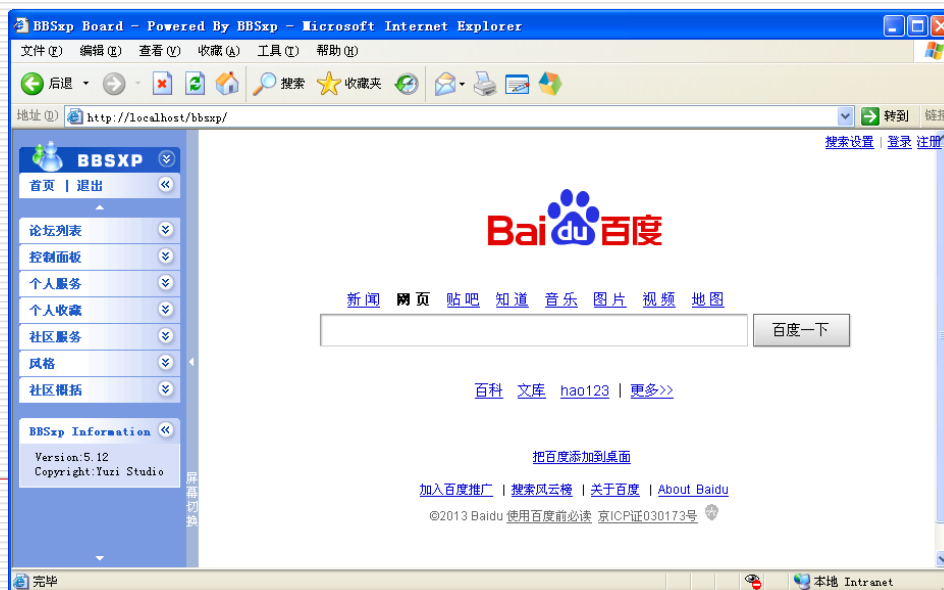 BBSxp Board - Powered By BBSxp - Microsoft Internet Explorer
文件(F) 编辑(E) 查看(V) 收藏(A) 工具(T) 帮助(H)
后退 搜索 收藏夹
地址(D) http://localhost/bbsxp/ 转到 链接
搜索设置 | 登录 注册
BBSXP
首页 | 退出
论坛列表
控制面板
个人服务
个人收藏
社区服务
风格
社区概括
BBSxp Information
Version:5.12
Copyright:Yuzi Studio
屏幕切换
Bai du 百度
新闻 网页 贴吧 知道 音乐 图片 视频 地图
百度一下
百科 文库 hao123 | 更多>>
把百度添加到桌面
加入百度推广 | 搜索风云榜 | 关于百度 | About Baidu
©2013 Baidu 使用百度前必读 京ICP证030173号
完毕 本地 Intranet